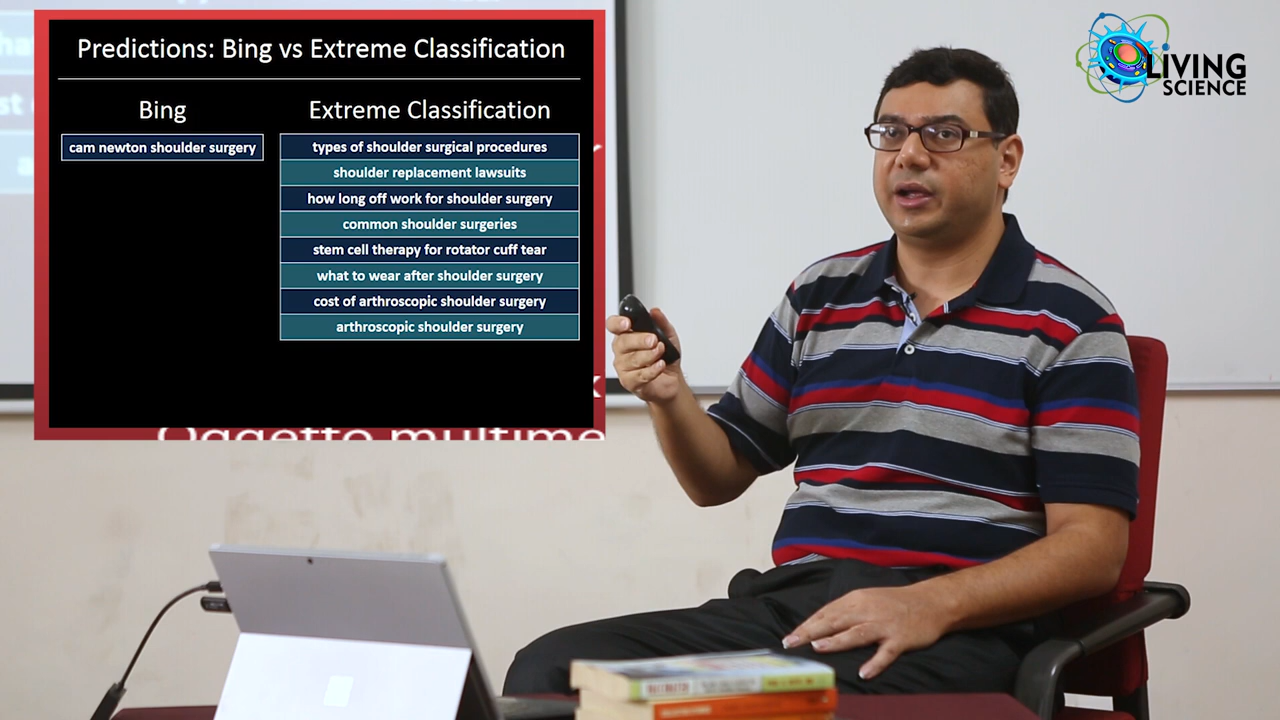 Predictions: Bing vs Extreme Classification
Bing
cam newton shoulder surgery
Extreme Classification
types of shoulder surgical procedures
shoulder replacement lawsuits
how long off work for shoulder surgery
common shoulder surgeries
stem cell therapy for rotator cuff tear
what to wear after shoulder surgery
cost of arthroscopic shoulder surgery
arthroscopic shoulder surgery
Oggetto multime
LIVING
SCIENCE